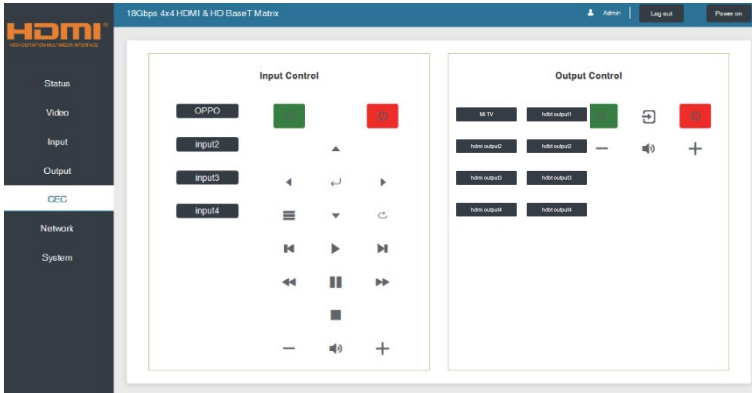 HDMI®
HIGH-DEFINITION MULTIMEDIA INTERFACE
18Gbps 4x4 HDMI & HD BaseT Matrix
Admin
Log out
Power on
Status
Video
Input
Output
CEC
Network
System
Input Control
OPPO
input2
input3
input4
Output Control
MI TV
hdbt output1
hdmi output2
hdbt output2
hdmi output3
hdbt output3
hdmi output4
hdbt output4